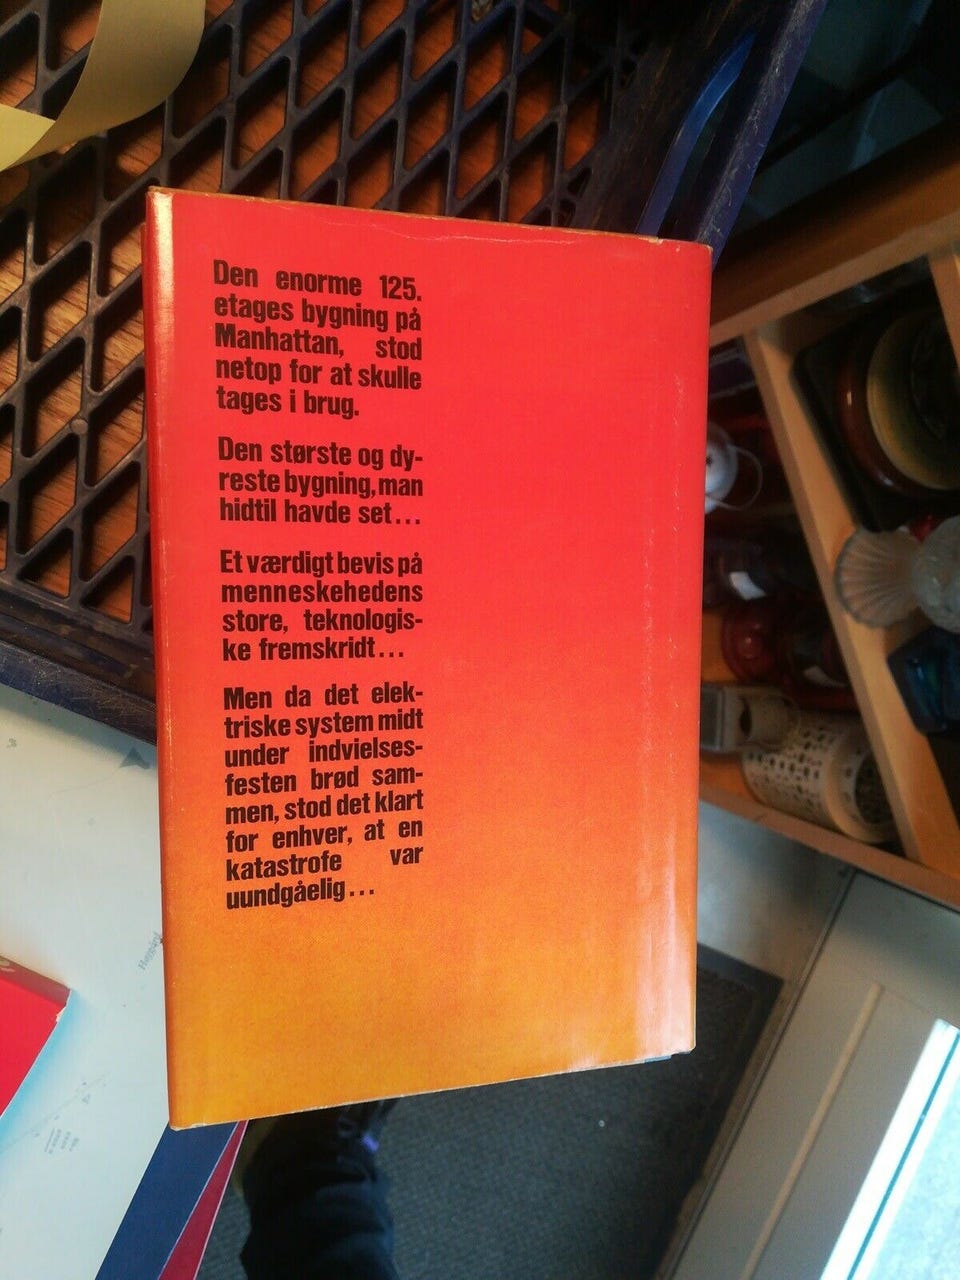 Den enorme 125.
etages bygning på
Manhattan, stod
netop for at skulle
tages i brug.
Den største og dy-
reste bygning, man
hidtil havde set...
Et værdigt bevis på
menneskehedens
store, teknologis-
ke fremskridt...
Men da det elek-
triske system midt
under indvielses-
festen brød sam-
men, stod det klart
for enhver, at en
katastrofe var
uundgåelig...